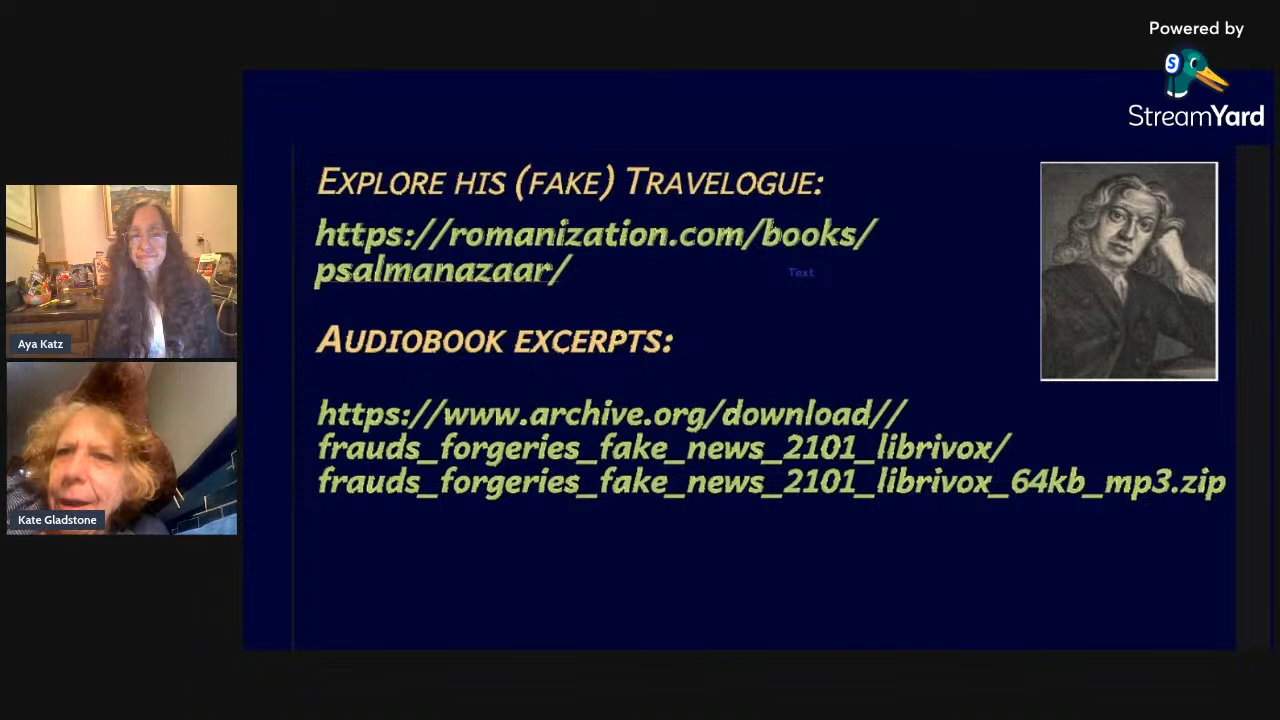 Powered by
StreamYard
EXPLORE HIS (FAKE) TRAVELOGUE:
https://romanization.com/books/
psalmanazaar/
Text
AUDIOBOOK EXCERPTS:
https://www.archive.org/download//
frauds_forgeries_fake_news_2101_librivox/
frauds_forgeries_fake_news_2101_librivox_64kb_mp3.zip
Aya Katz
Kate Gladstone